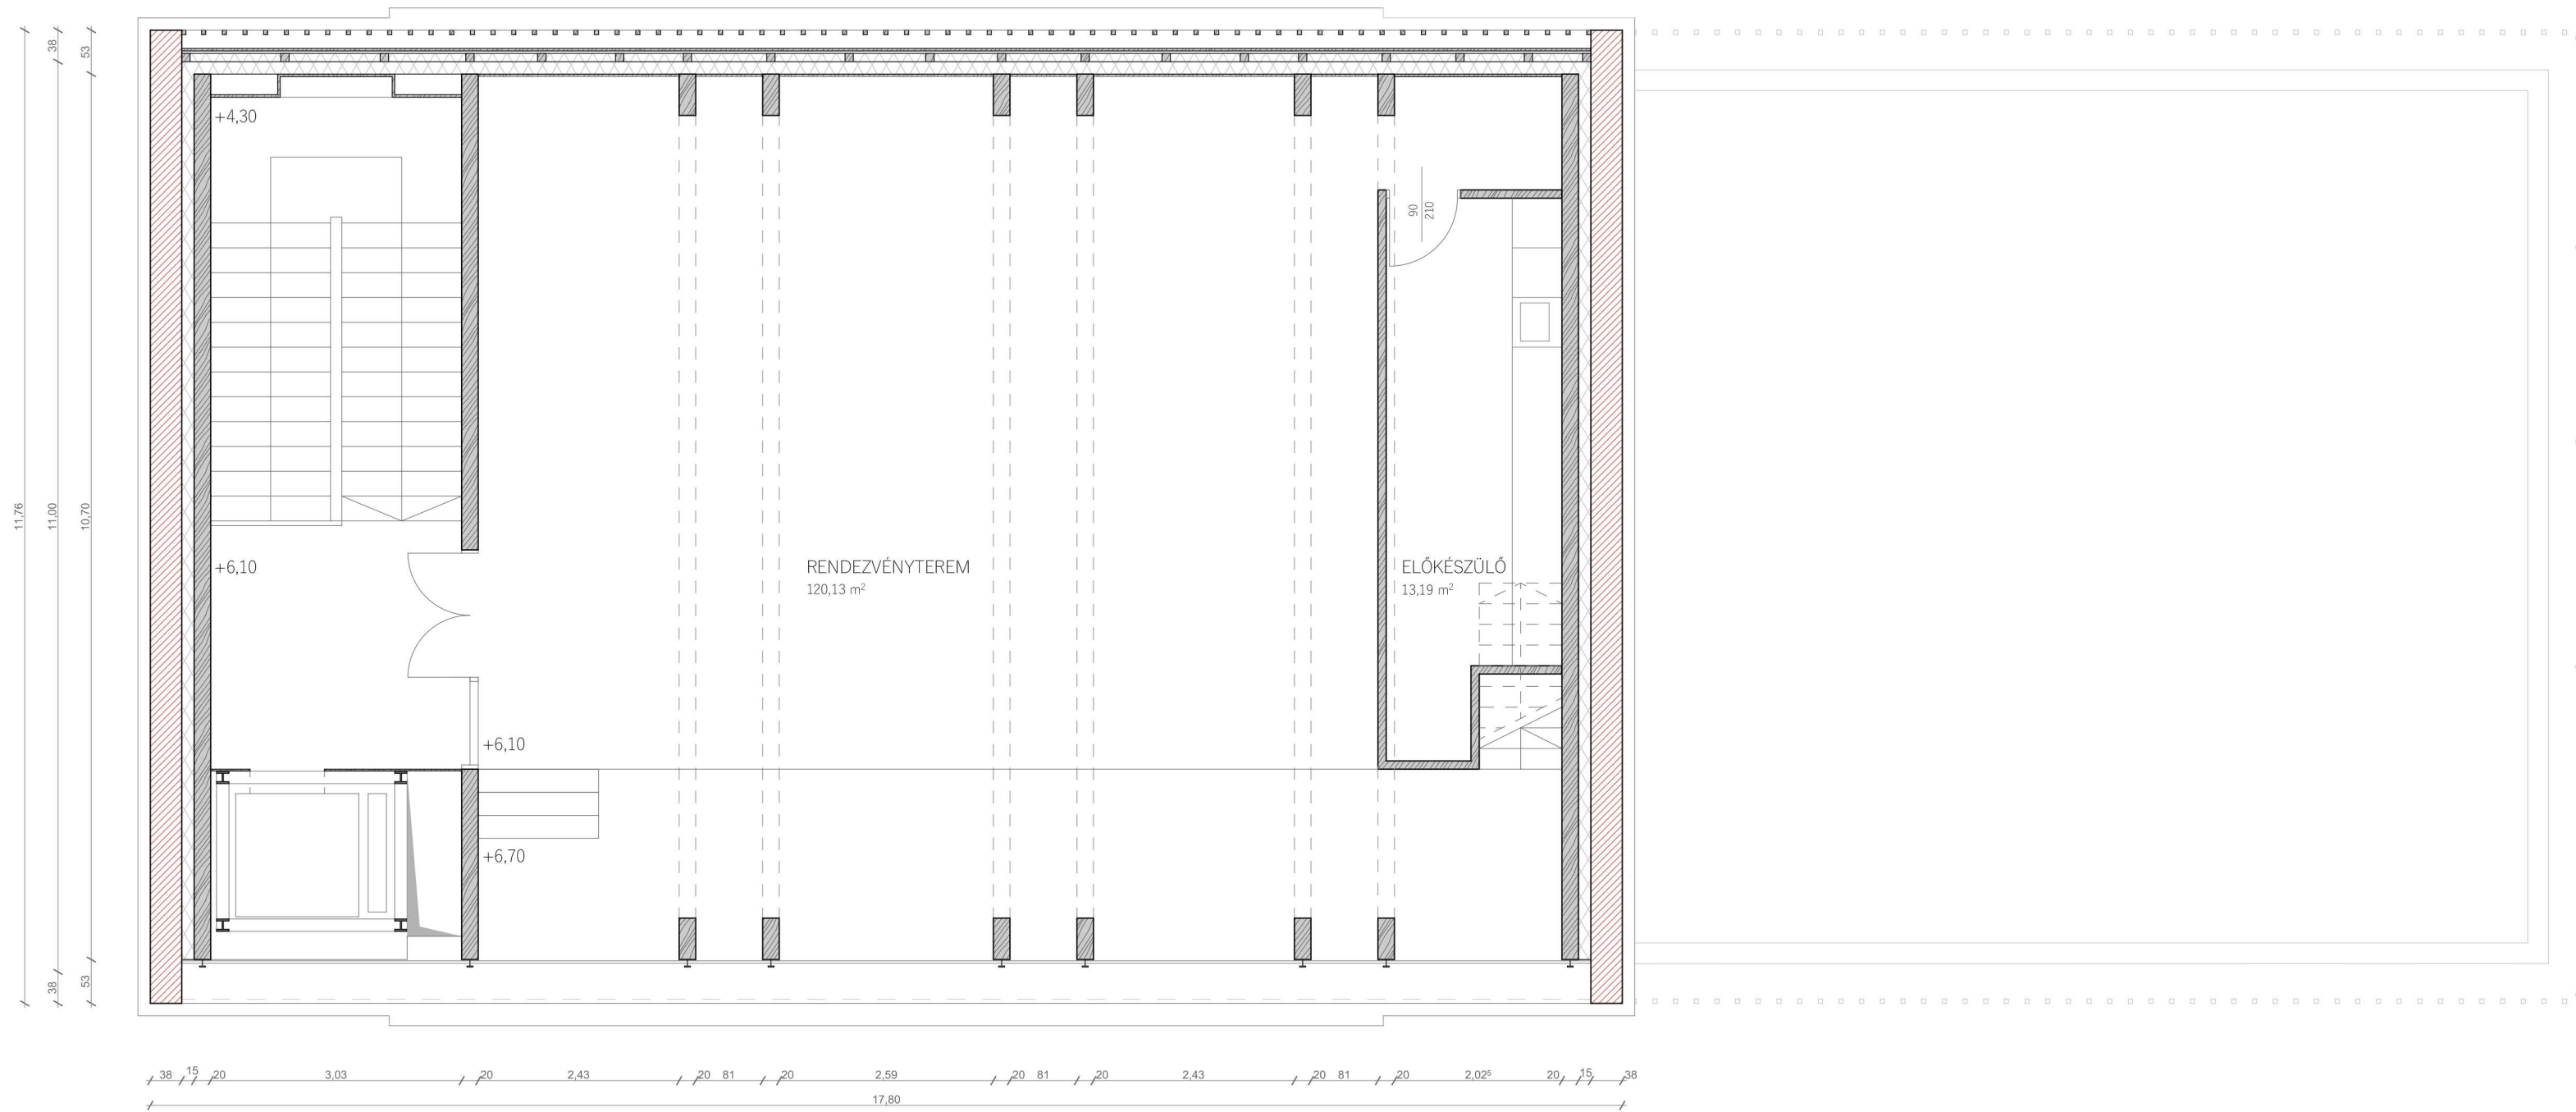 +4,30
90
210
RENDEZVÉNYTEREM
120,13 m²
ELŐKÉSZÜLŐ
13,19 m²
+6,10
+6,10
+6,70
11,76
38
11,00
38
53
10,70
53
38 15 20 3,03 20 2,43 20 81 20 2,59 20 81 20 2,43 20 81 20 2,02⁵ 20 15 38
17,80